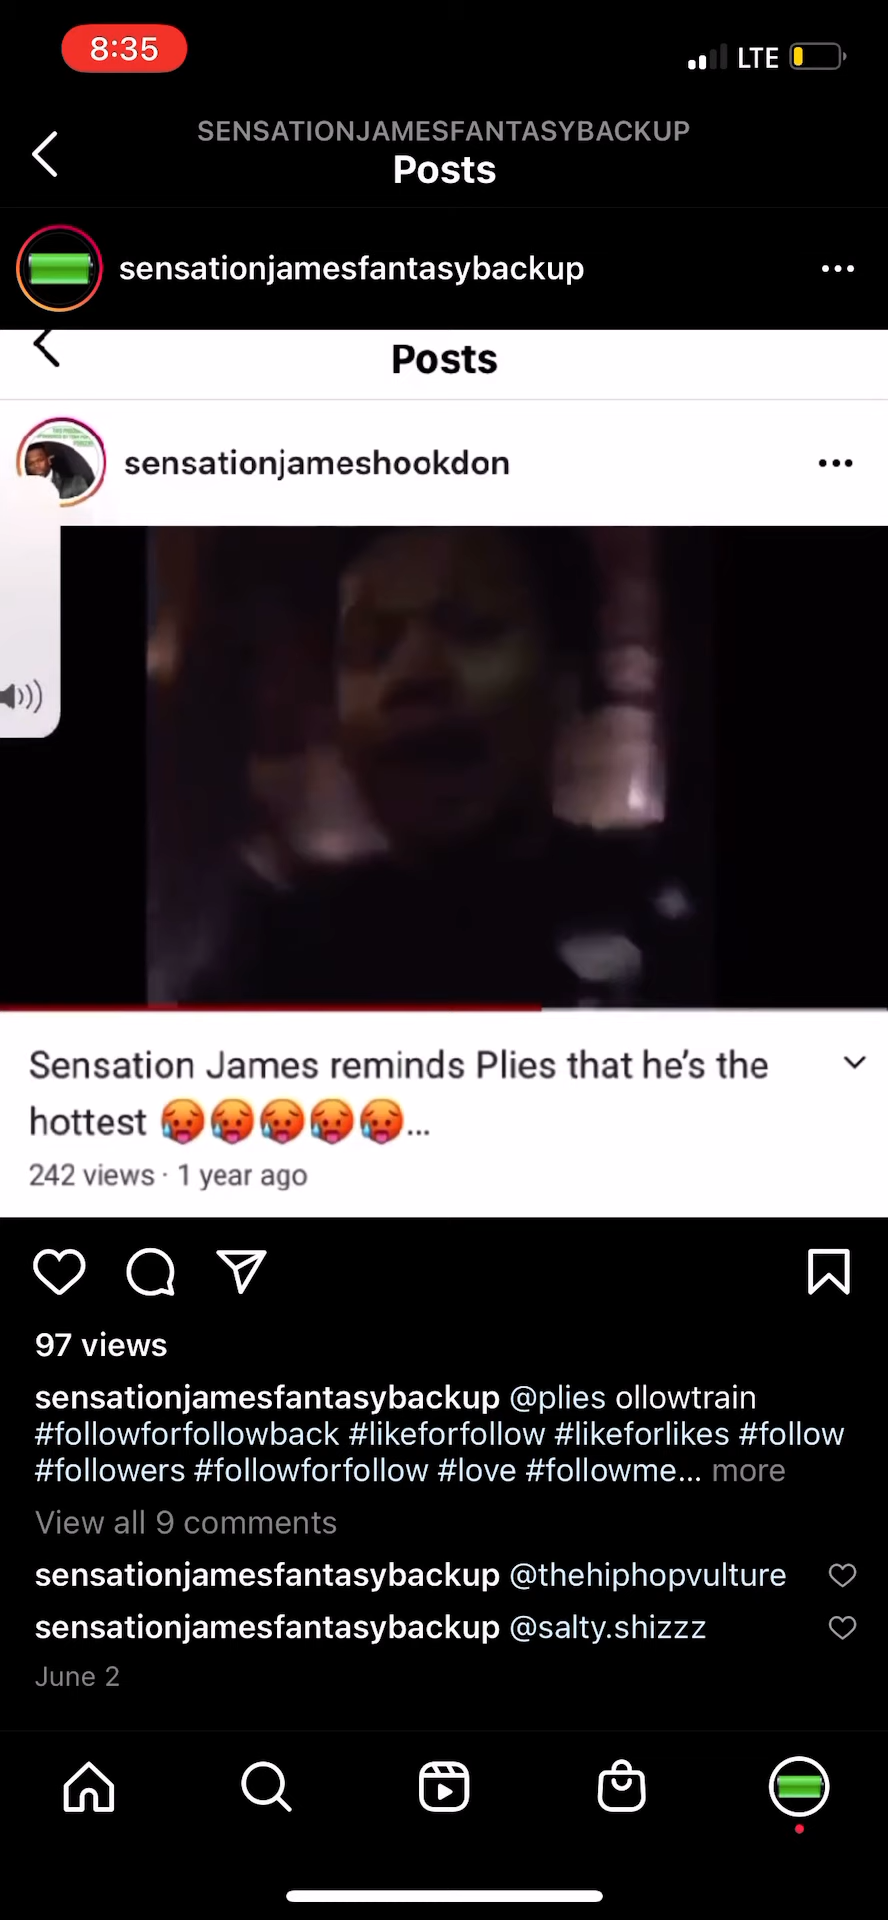 8:35
LTE
SENSATIONJAMESFANTASYBACKUP
Posts
sensationjamesfantasybackup
Posts
sensationjameshookdon
Sensation James reminds Plies that he's the
hottest 🥵🥵🥵🥵🥵...
242 views · 1 year ago
97 views
sensationjamesfantasybackup @plies ollowtrain
#followforfollowback #likeforfollow #likeforlikes #follow
#followers #followforfollow #love #followme... more
View all 9 comments
sensationjamesfantasybackup @thehiphopvulture
sensationjamesfantasybackup @salty.shizzz
June 2